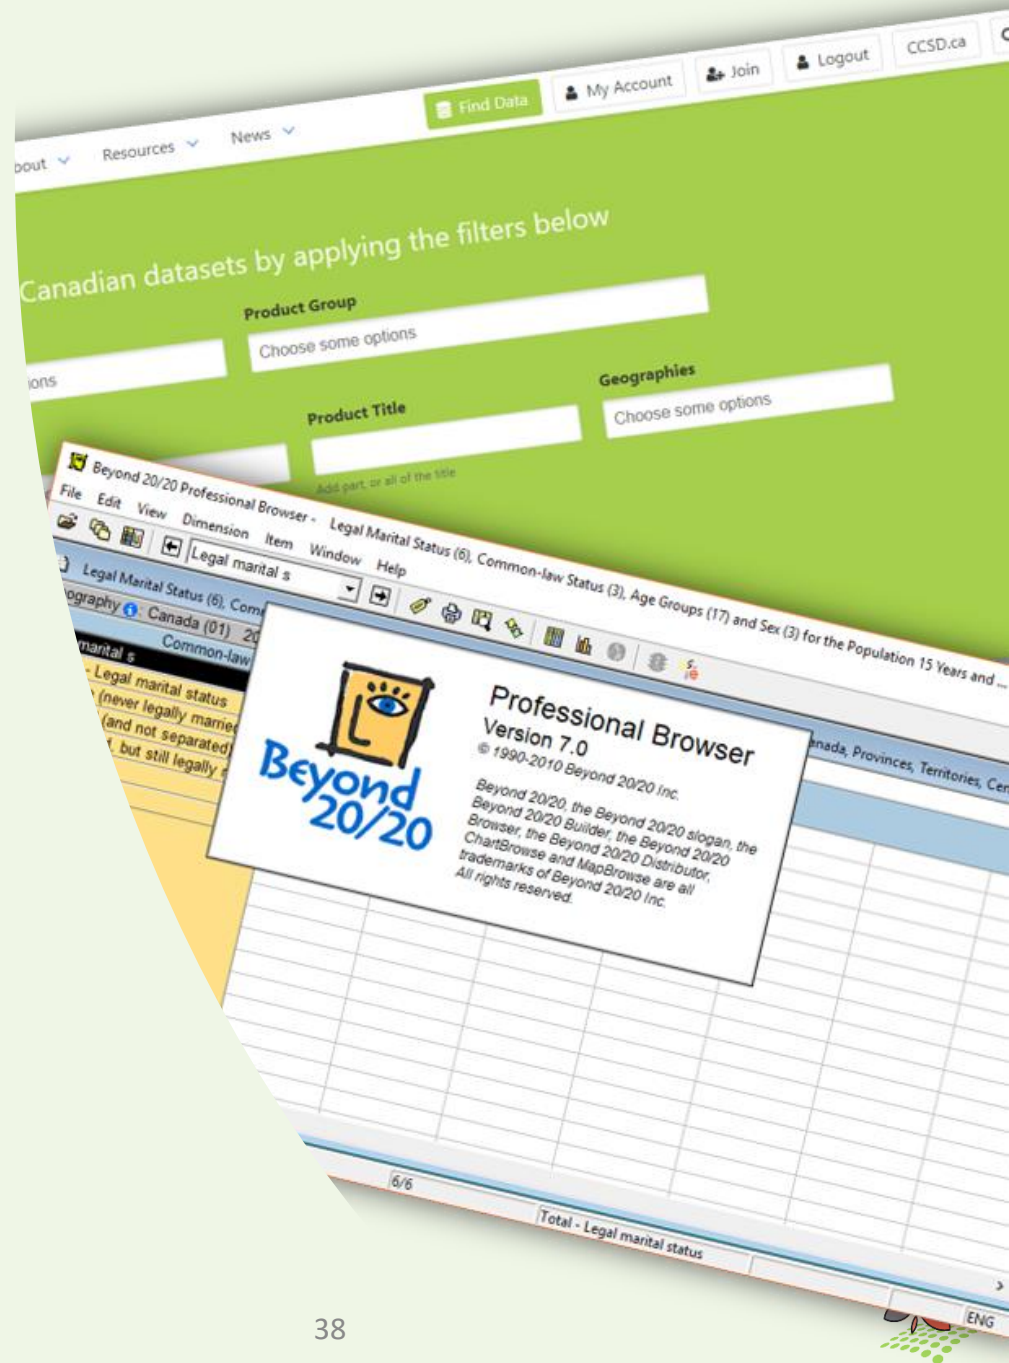 About
Resources
News
Find Data
My Account
Join
Logout
CCSD.ca
Canadian datasets by applying the filters below
Product Group
Choose some options
Product Title
Add part, or all of the title
Geographies
Choose some options
Beyond 20/20 Professional Browser - Legal Marital Status (6), Common-law Status (3), Age Groups (17) and Sex (3) for the Population 15 Years and ...
File Edit View Dimension Item Window Help
Legal marital s
Legal Marital Status (6), Com
ography Canada (01) 20
Common-law
marital s
- Legal marital status
(never legally married
(and not separated)
d, but still legally
Canada, Provinces, Territories, Cen
Beyond
20/20
Professional Browser
Version 7.0
© 1990-2010 Beyond 20/20 Inc.
Beyond 20/20, the Beyond 20/20 slogan, the
Beyond 20/20 Builder, the Beyond 20/20
Browser, the Beyond 20/20 Distributor,
ChartBrowse and MapBrowse are all
trademarks of Beyond 20/20 Inc.
All rights reserved.
6/6
Total - Legal marital status
ENG
38